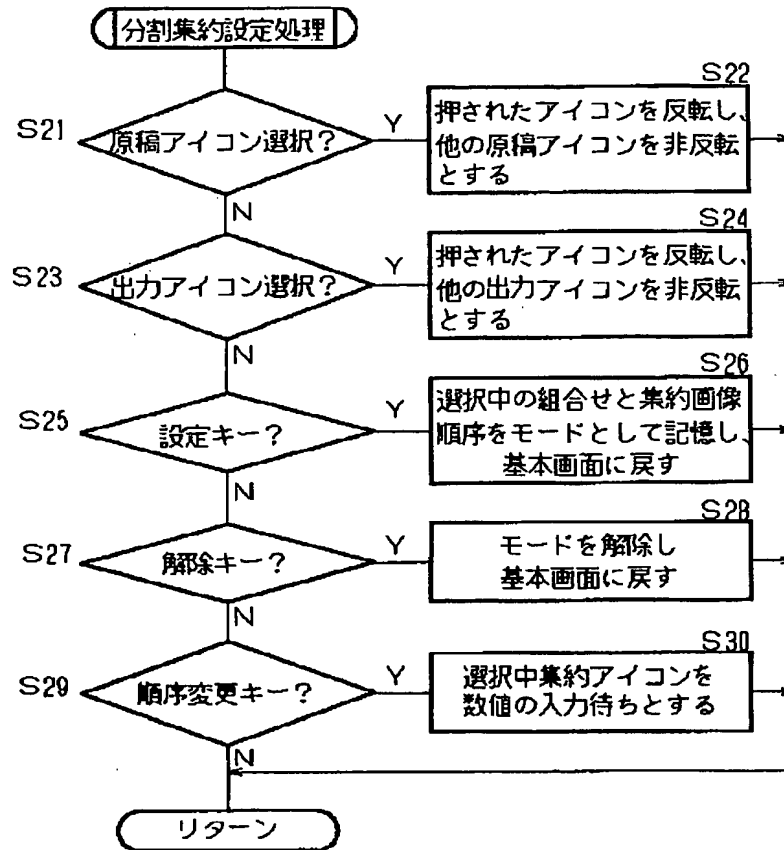 分割集約設定処理
S21
原稿アイコン選択?
Y
N
S22
押されたアイコンを反転し、
他の原稿アイコンを非反転
とする
S23
出力アイコン選択?
Y
N
S24
押されたアイコンを反転し、
他の出力アイコンを非反転
とする
S25
設定キー?
Y
N
S26
選択中の組合せと集約画像
順序をモードとして記憶し、
基本画面に戻す
S27
解除キー?
Y
N
S28
モードを解除し
基本画面に戻す
S29
順序変更キー?
Y
N
S30
選択中集約アイコンを
数値の入力待ちとする
リターン